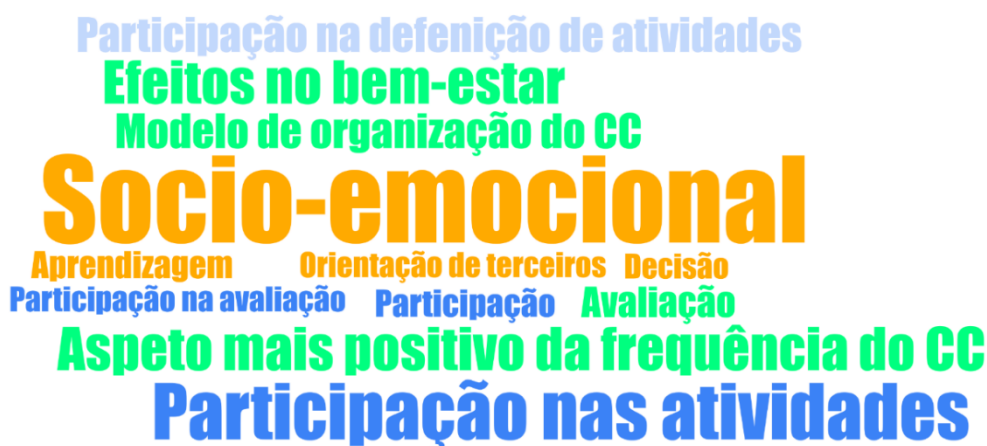 Participação na defenição de atividades
Efeitos no bem-estar
Modelo de organização do CC
Socio-emocional
Aprendizagem Orientação de terceiros Decisão
Participação na avaliação Participação Avaliação
Aspeto mais positivo da frequência do CC
Participação nas atividades